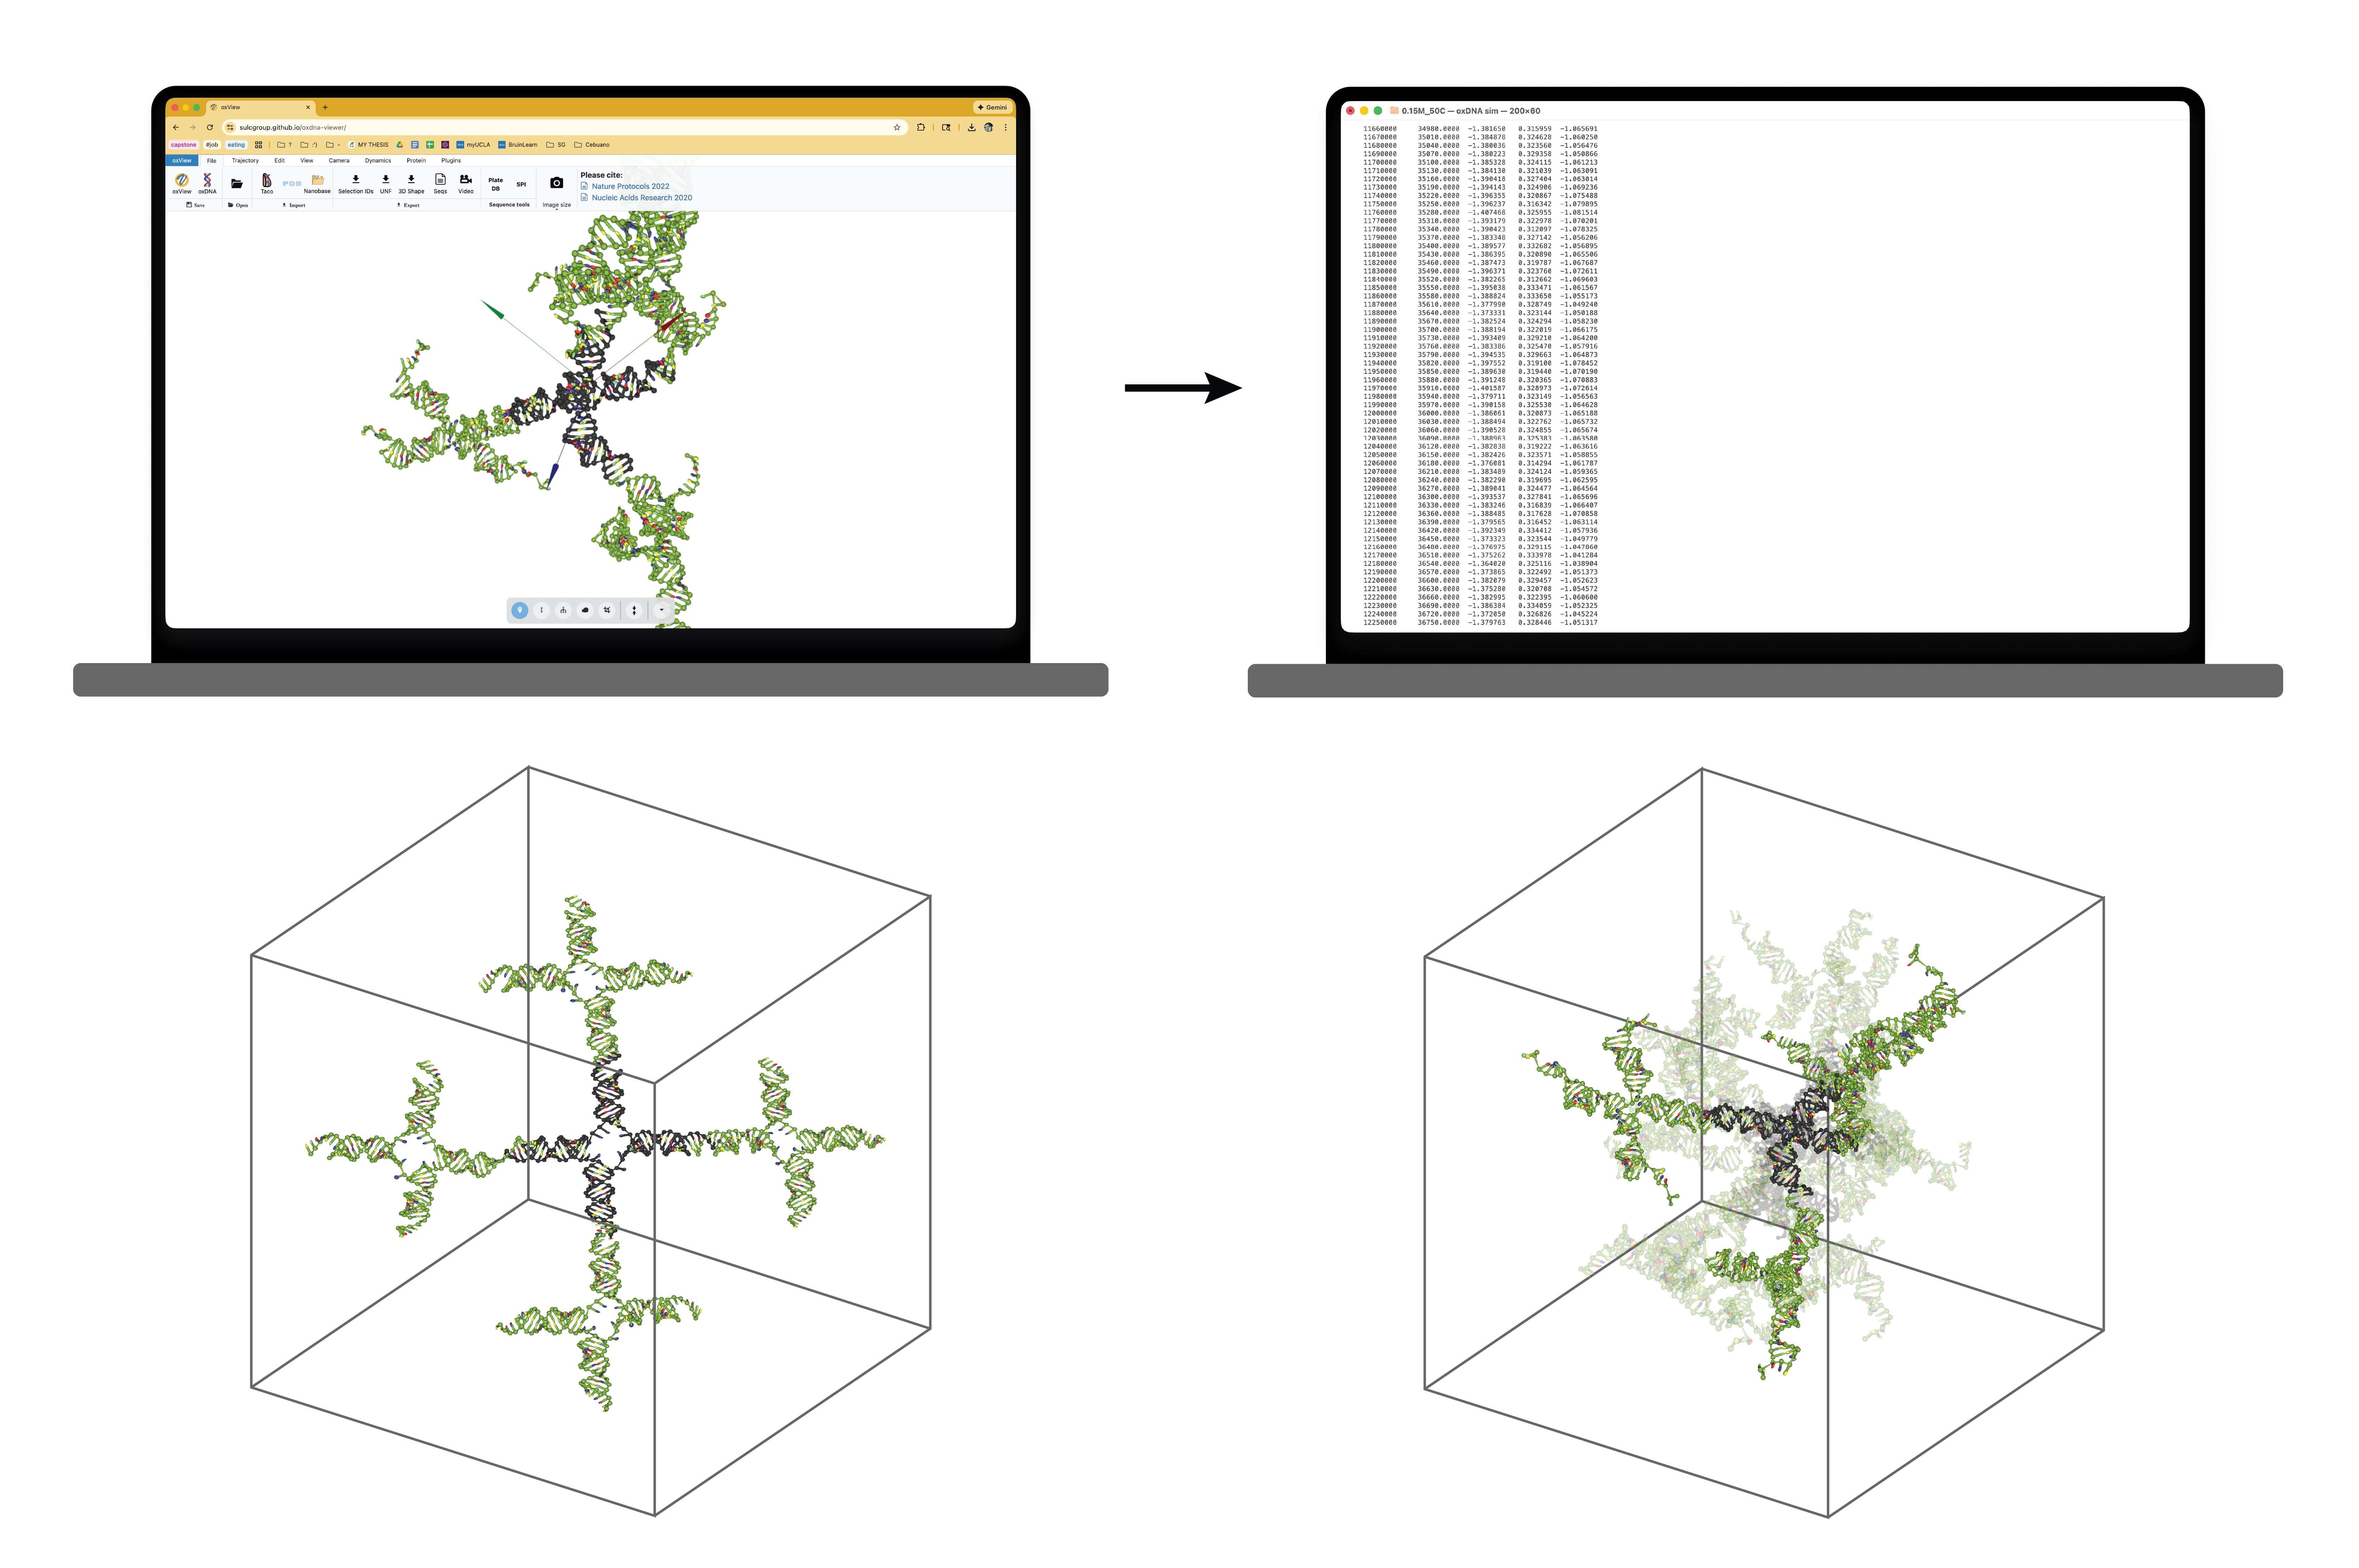 oxView
Gemini
sulcgroup.github.io/oxdna-viewer/
capstone #job eating ? :') - MY THESIS myUCLA BruinLearn SG Cebuano
oxView File Trajectory Edit View Camera Dynamics Protein Plugins
oxView oxDNA Taco PDB Nanobase Selection IDs UNF 3D Shape Seqs Video Plate DB SPI
Save Open Import Export Sequence tools Image size
Please cite:
Nature Protocols 2022
Nucleic Acids Research 2020
0.15M_50C — oxDNA sim — 200×60
11660000 34980.0000 -1.381650 0.315959 -1.065691
11670000 35010.0000 -1.384878 0.324628 -1.060250
11680000 35040.0000 -1.380036 0.323560 -1.056476
11690000 35070.0000 -1.380223 0.329358 -1.050866
11700000 35100.0000 -1.385328 0.324115 -1.061213
11710000 35130.0000 -1.384130 0.321039 -1.063091
11720000 35160.0000 -1.390418 0.327404 -1.063014
11730000 35190.0000 -1.394143 0.324906 -1.069236
11740000 35220.0000 -1.396355 0.320867 -1.075488
11750000 35250.0000 -1.396237 0.316342 -1.079895
11760000 35280.0000 -1.407468 0.325955 -1.081514
11770000 35310.0000 -1.393179 0.322978 -1.070201
11780000 35340.0000 -1.390423 0.312097 -1.078325
11790000 35370.0000 -1.383348 0.327142 -1.056206
11800000 35400.0000 -1.389577 0.332682 -1.056895
11810000 35430.0000 -1.386395 0.320890 -1.065506
11820000 35460.0000 -1.387473 0.319787 -1.067687
11830000 35490.0000 -1.396371 0.323760 -1.072611
11840000 35520.0000 -1.382265 0.312662 -1.069603
11850000 35550.0000 -1.395038 0.333471 -1.061567
11860000 35580.0000 -1.388824 0.333650 -1.055173
11870000 35610.0000 -1.377990 0.328749 -1.049240
11880000 35640.0000 -1.373331 0.323144 -1.050188
11890000 35670.0000 -1.382524 0.324294 -1.058230
11900000 35700.0000 -1.388194 0.322019 -1.066175
11910000 35730.0000 -1.393409 0.329210 -1.064200
11920000 35760.0000 -1.383386 0.325470 -1.057916
11930000 35790.0000 -1.394535 0.329663 -1.064873
11940000 35820.0000 -1.397552 0.319100 -1.078452
11950000 35850.0000 -1.389630 0.319440 -1.070190
11960000 35880.0000 -1.391248 0.320365 -1.070883
11970000 35910.0000 -1.401587 0.328973 -1.072614
11980000 35940.0000 -1.379711 0.323149 -1.056563
11990000 35970.0000 -1.390158 0.325530 -1.064628
12000000 36000.0000 -1.386061 0.320873 -1.065188
12010000 36030.0000 -1.388494 0.322762 -1.065732
12020000 36060.0000 -1.390528 0.324855 -1.065674
12030000 36090.0000 -1.388963 0.325383 -1.063580
12040000 36120.0000 -1.382838 0.319222 -1.063616
12050000 36150.0000 -1.382426 0.323571 -1.058855
12060000 36180.0000 -1.376081 0.314294 -1.061787
12070000 36210.0000 -1.383489 0.324124 -1.059365
12080000 36240.0000 -1.382290 0.319695 -1.062595
12090000 36270.0000 -1.389041 0.324477 -1.064564
12100000 36300.0000 -1.393537 0.327841 -1.065696
12110000 36330.0000 -1.383246 0.316839 -1.066407
12120000 36360.0000 -1.388485 0.317628 -1.070858
12130000 36390.0000 -1.379565 0.316452 -1.063114
12140000 36420.0000 -1.392349 0.334412 -1.057936
12150000 36450.0000 -1.373323 0.323544 -1.049779
12160000 36480.0000 -1.376975 0.329115 -1.047860
12170000 36510.0000 -1.375262 0.333978 -1.041284
12180000 36540.0000 -1.364020 0.325116 -1.038904
12190000 36570.0000 -1.373865 0.322492 -1.051373
12200000 36600.0000 -1.382079 0.329457 -1.052623
12210000 36630.0000 -1.375280 0.320708 -1.054572
12220000 36660.0000 -1.382995 0.322395 -1.060600
12230000 36690.0000 -1.386384 0.334059 -1.052325
12240000 36720.0000 -1.372050 0.326826 -1.045224
12250000 36750.0000 -1.379763 0.328446 -1.051317